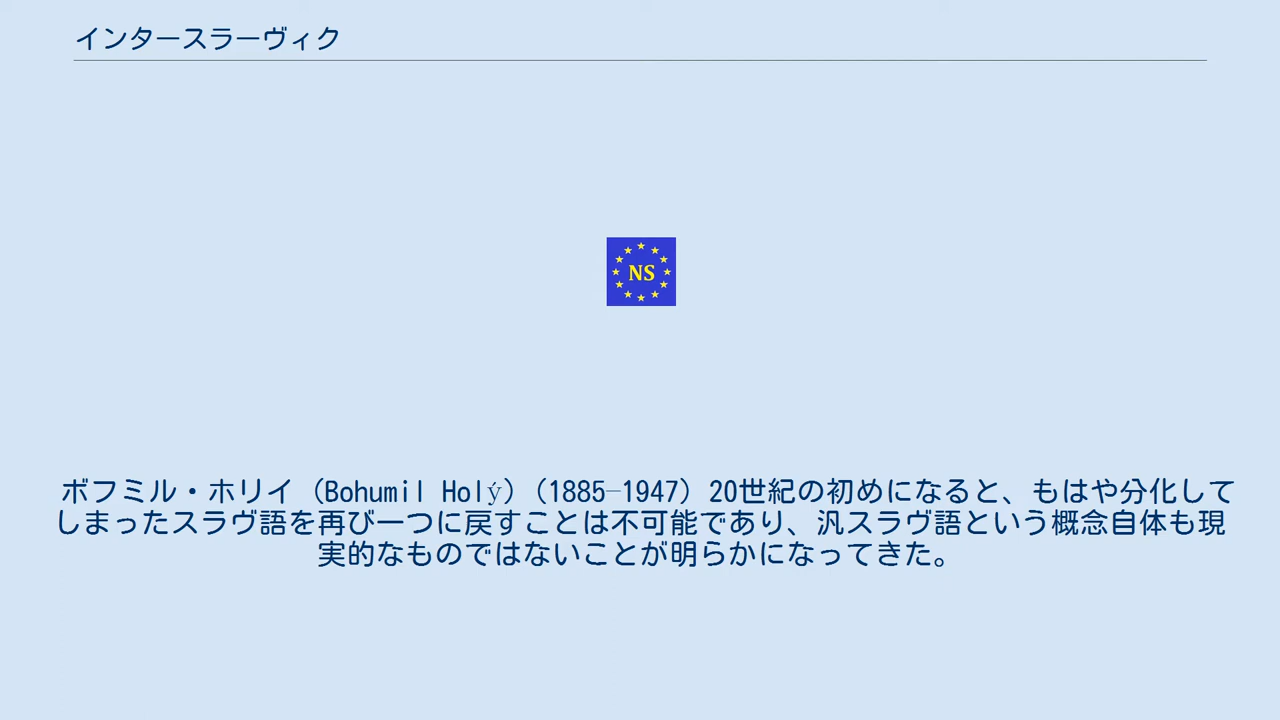 インタースラーヴィク
NS
ボフミル・ホリイ（Bohumil Holý）（1885–1947）20世紀の初めになると、もはや分化して
しまったスラヴ語を再び一つに戻すことは不可能であり、汎スラヴ語という概念自体も現
実的なものではないことが明らかになってきた。